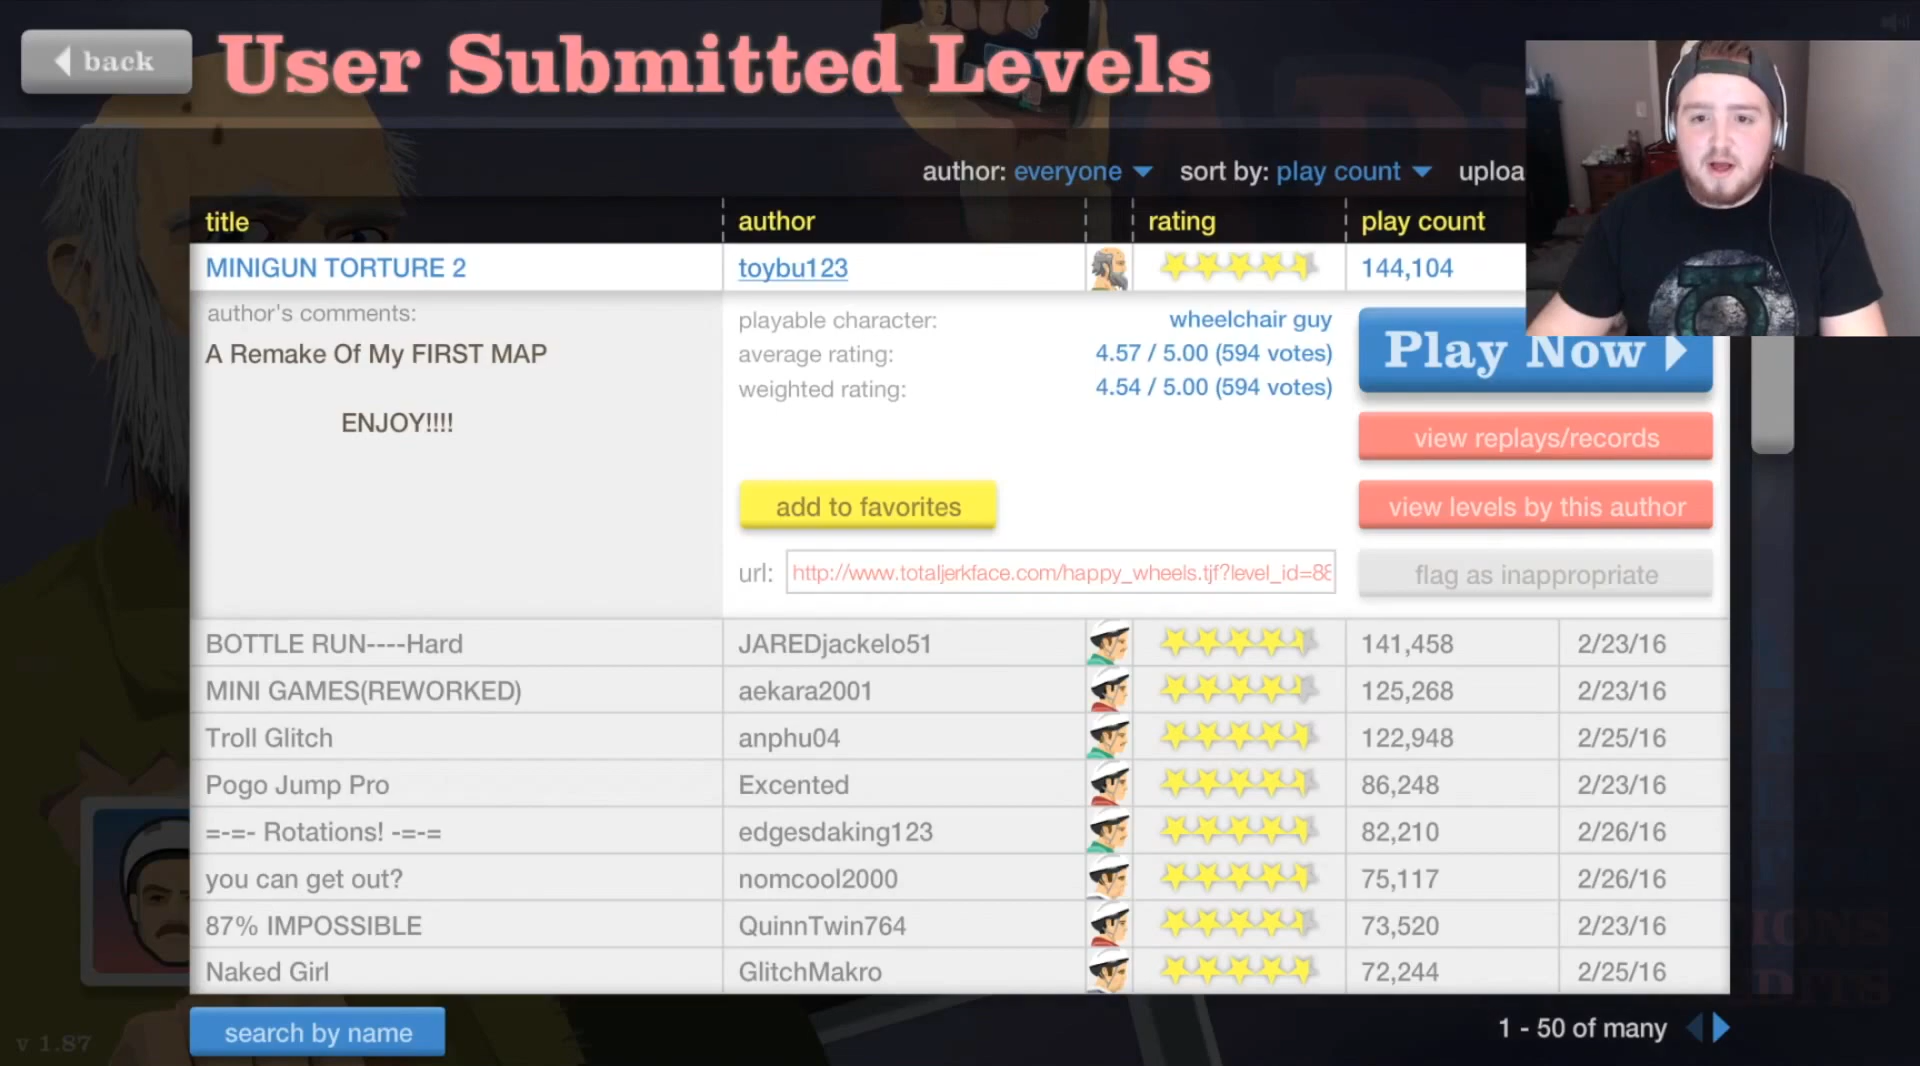 back
User Submitted Levels
author: everyone sort by: play count uploa
title author rating play count
MINIGUN TORTURE 2 toybu123 144,104
author's comments:
A Remake Of My FIRST MAP
ENJOY!!!!
playable character: wheelchair guy
average rating: 4.57 / 5.00 (594 votes)
weighted rating: 4.54 / 5.00 (594 votes)
add to favorites
url: http://www.totaljerkface.com/happy_wheels.tjf?level_id=88
Play Now
view replays/records
view levels by this author
flag as inappropriate
BOTTLE RUN----Hard JAREDjackelo51 141,458 2/23/16
MINI GAMES(REWORKED) aekara2001 125,268 2/23/16
Troll Glitch anphu04 122,948 2/25/16
Pogo Jump Pro Excented 86,248 2/23/16
=-=- Rotations! -=-= edgesdaking123 82,210 2/26/16
you can get out? nomcool2000 75,117 2/26/16
87% IMPOSSIBLE QuinnTwin764 73,520 2/23/16
Naked Girl GlitchMakro 72,244 2/25/16
search by name
1 - 50 of many
v 1.87